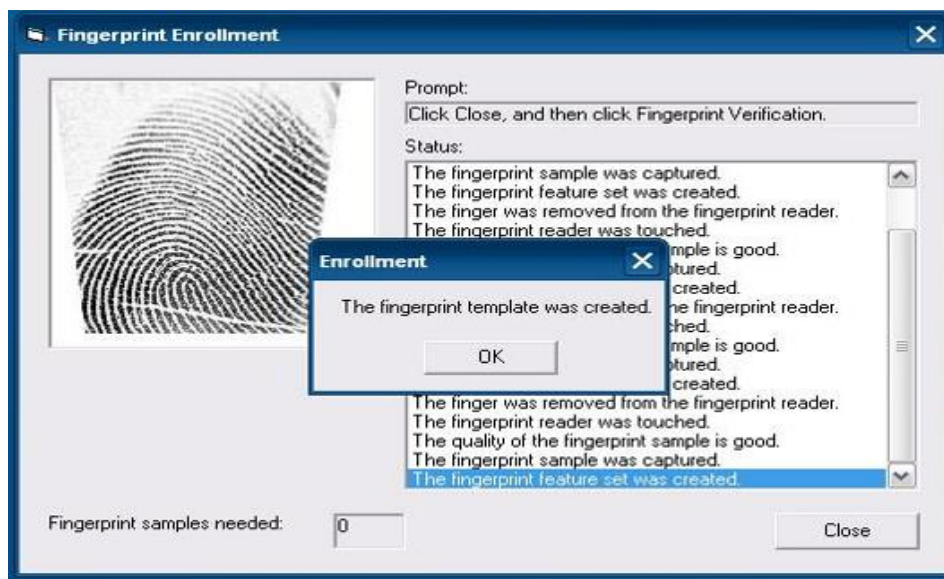 Fingerprint Enrollment
Prompt:
Click Close, and then click Fingerprint Verification.
Status:
The fingerprint sample was captured.
The fingerprint feature set was created.
The finger was removed from the fingerprint reader.
The fingerprint reader was touched.
mple is good.
ptured.
created.
he fingerprint reader.
ched.
mple is good.
ptured.
created.
The finger was removed from the fingerprint reader.
The fingerprint reader was touched.
The quality of the fingerprint sample is good.
The fingerprint sample was captured.
The fingerprint feature set was created.
Enrollment
The fingerprint template was created.
OK
Fingerprint samples needed: 0
Close